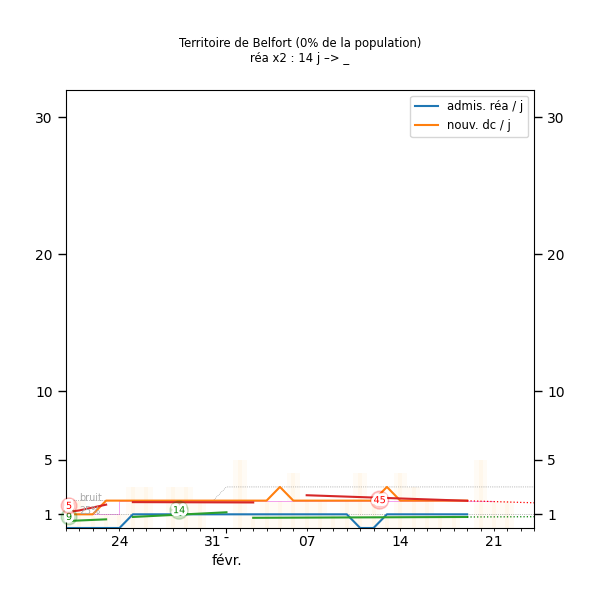 Territoire de Belfort (0% de la population)
réa x2 : 14 j –> _
admis. réa / j
nouv. dc / j
30 30
20 20
10 10
5 5
1 1
bruit
5
9
14
45
24 31 - 07 14 21
févr.